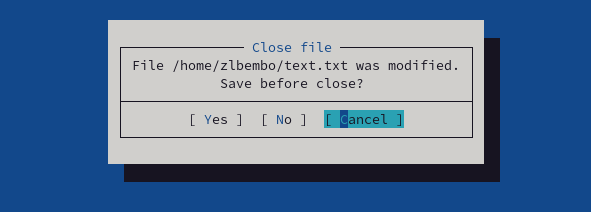 Close file
File /home/zlbembo/text.txt was modified.
Save before close?
[ Yes ] [ No ] [ Cancel ]